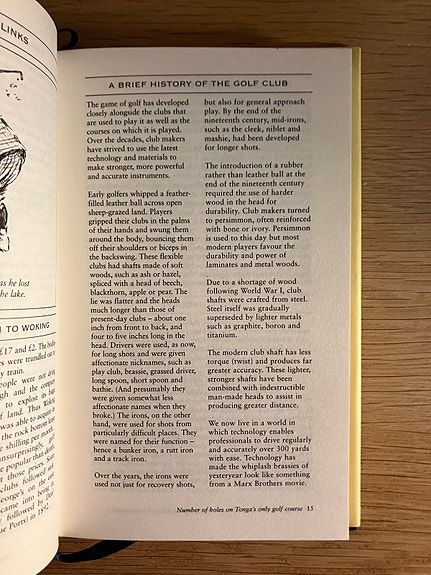 LINKS
as he lost
the lake.
TO WOKING
£17 and £2. The
were trundled out
train.
people were not
A BRIEF HISTORY OF THE GOLF CLUB
The game of golf has developed
closely alongside the clubs that
are used to play it as well as the
courses on which it is played.
Over the decades, club makers
have strived to use the latest
technology and materials to
make stronger, more powerful
and accurate instruments.
Early golfers whipped a feather-
filled leather ball across open
sheep-grazed land. Players
gripped their clubs in the palms
of their hands and swung them
around the body, bouncing them
off their shoulders or biceps in
the backswing. These flexible
clubs had shafts made of soft
woods, such as ash or hazel,
spliced with a head of beech,
blackthorn, apple or pear. The
lie was flatter and the heads
much longer than those of
present-day clubs – about one
inch from front to back, and
four to five inches long in the
head. Drivers were used, as now,
for long shots and were given
affectionate nicknames, such as
play club, brassie, grassed driver,
long spoon, short spoon and
bathie. (And presumably they
were given somewhat less
affectionate names when they
broke.) The irons, on the other
hand, were used for shots from
particularly difficult places. They
were named for their function –
hence a bunker iron, a rutt iron
and a track iron.
Over the years, the irons were
used not just for recovery shots,
but also for general approach
play. By the end of the
nineteenth century, mid-irons,
such as the cleek, niblet and
mashie, had been developed
for longer shots.
The introduction of a rubber
rather than leather ball at the
end of the nineteenth century
required the use of harder
wood in the head for
durability. Club makers turned
to persimmon, often reinforced
with bone or ivory. Persimmon
is used to this day but most
modern players favour the
durability and power of
laminates and metal woods.
Due to a shortage of wood
following World War I, club
shafts were crafted from steel.
Steel itself was gradually
superseded by lighter metals
such as graphite, boron and
titanium.
The modern club shaft has less
torque (twist) and produces far
greater accuracy. These lighter,
stronger shafts have been
combined with indestructible
man-made heads to assist in
producing greater distance.
We now live in a world in
which technology enables
professionals to drive regularly
and accurately over 300 yards
with ease. Technology has
made the whiplash brassies of
yesteryear look like something
from a Marx Brothers movie.
Number of holes on Tonga's only golf course 15